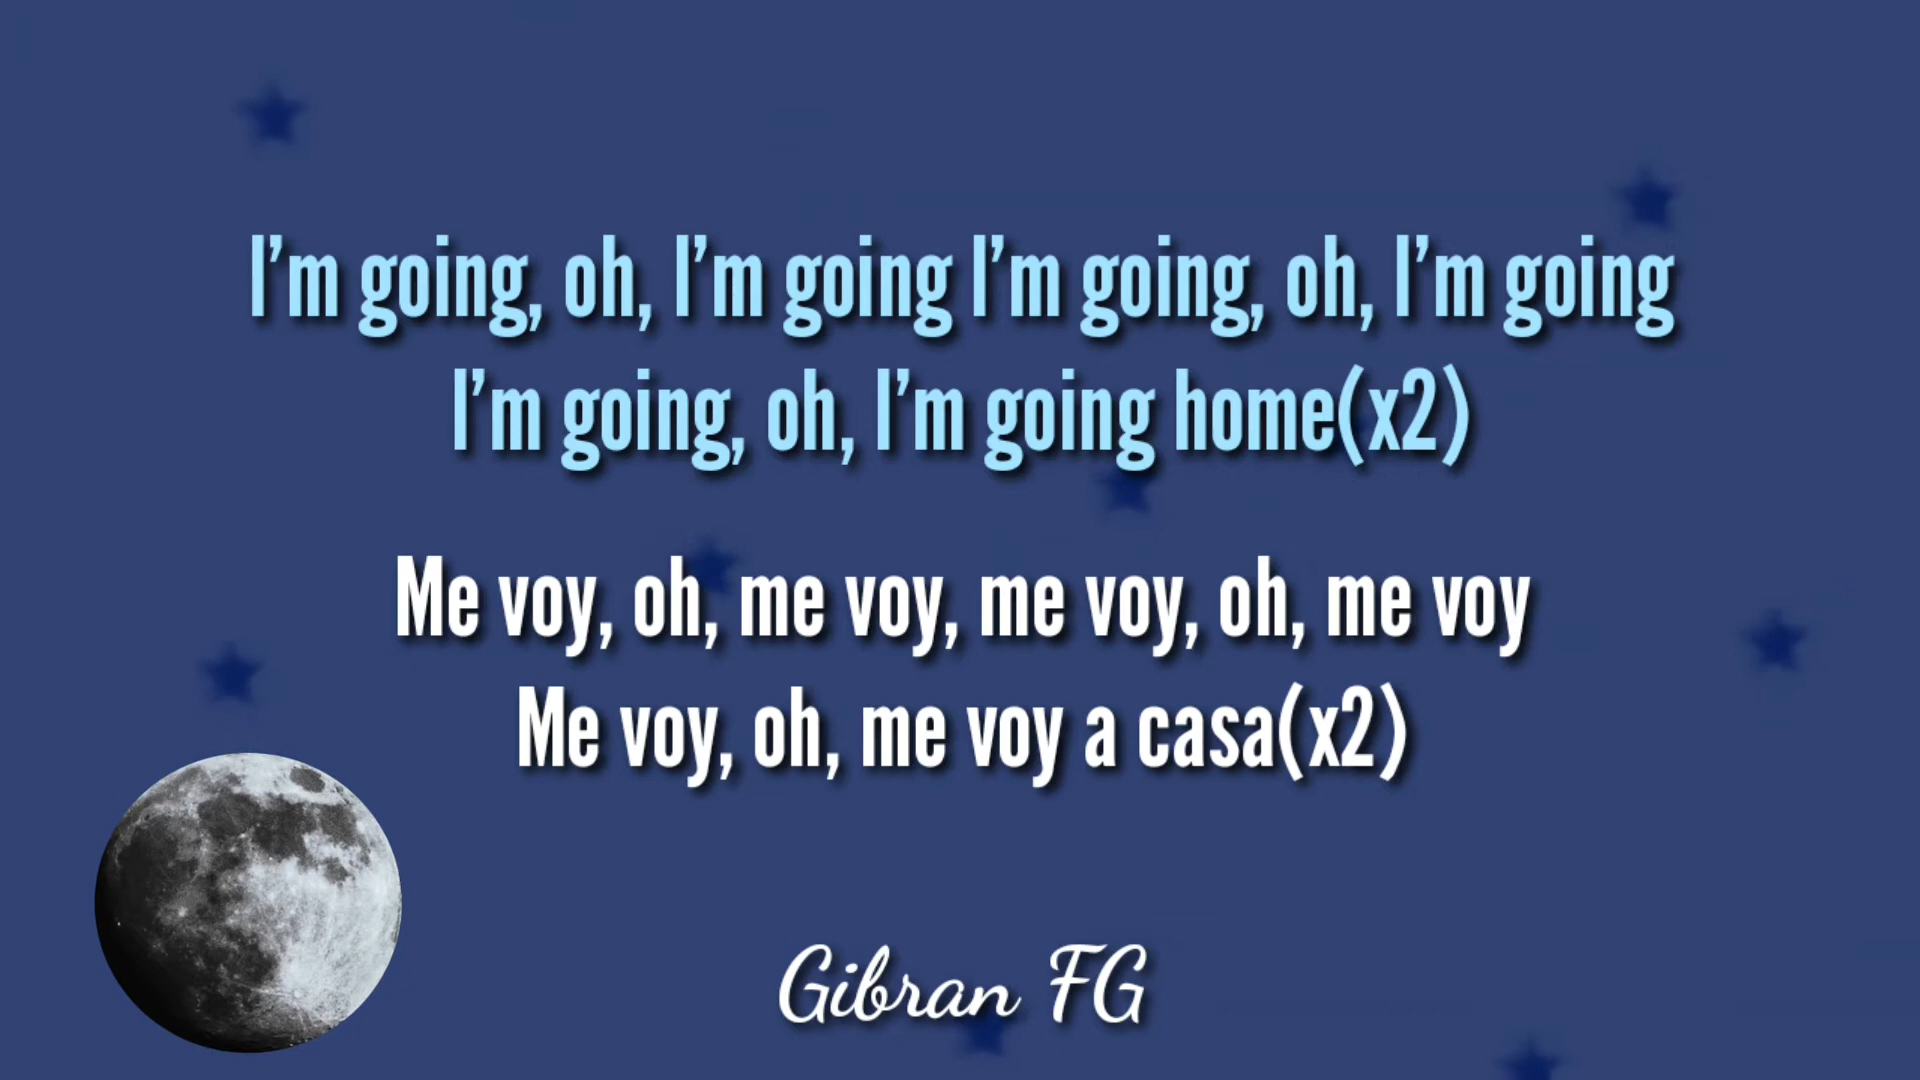 I'm going, oh, I'm going I'm going, oh, I'm going
I'm going, oh, I'm going home(x2)
Me voy, oh, me voy, me voy, oh, me voy
Me voy, oh, me voy a casa(x2)
Gibran FG